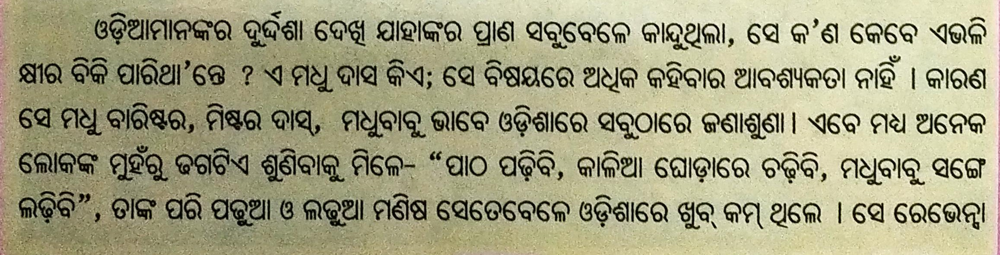 ଓଡ଼ିଆମାନଙ୍କର ଦୁର୍ଦ୍ଦଶା ଦେଖି ଯାହାଙ୍କର ପ୍ରାଣ ସବୁବେଳେ କାନ୍ଦୁଥିଲା, ସେ କ’ଣ କେବେ ଏଭଳି
କ୍ଷୀର ବିକି ପାରିଥା’ନ୍ତେ ? ଏ ମଧୁ ଦାସ କିଏ; ସେ ବିଷୟରେ ଅଧିକ କହିବାର ଆବଶ୍ୟକତା ନାହିଁ । କାରଣ
ସେ ମଧୁ ବାରିଷ୍ଟର, ମିଷ୍ଟର ଦାସ୍, ମଧୁବାବୁ ଭାବେ ଓଡ଼ିଶାରେ ସବୁଠାରେ ଜଣାଶୁଣା। ଏବେ ମଧ୍ୟ ଅନେକ
ଲୋକଙ୍କ ମୁହଁରୁ ଢଗଟିଏ ଶୁଣିବାକୁ ମିଳେ- “ପାଠ ପଢ଼ିବି, କାଳିଆ ଘୋଡ଼ାରେ ଚଢ଼ିବି, ମଧୁବାବୁ ସଙ୍ଗେ
ଲଢ଼ିବି”, ତାଙ୍କ ପରି ପଢୁଆ ଓ ଲଢୁଆ ମଣିଷ ସେତେବେଳେ ଓଡ଼ିଶାରେ ଖୁବ୍ କମ୍ ଥିଲେ । ସେ ରେଭେନ୍ସା